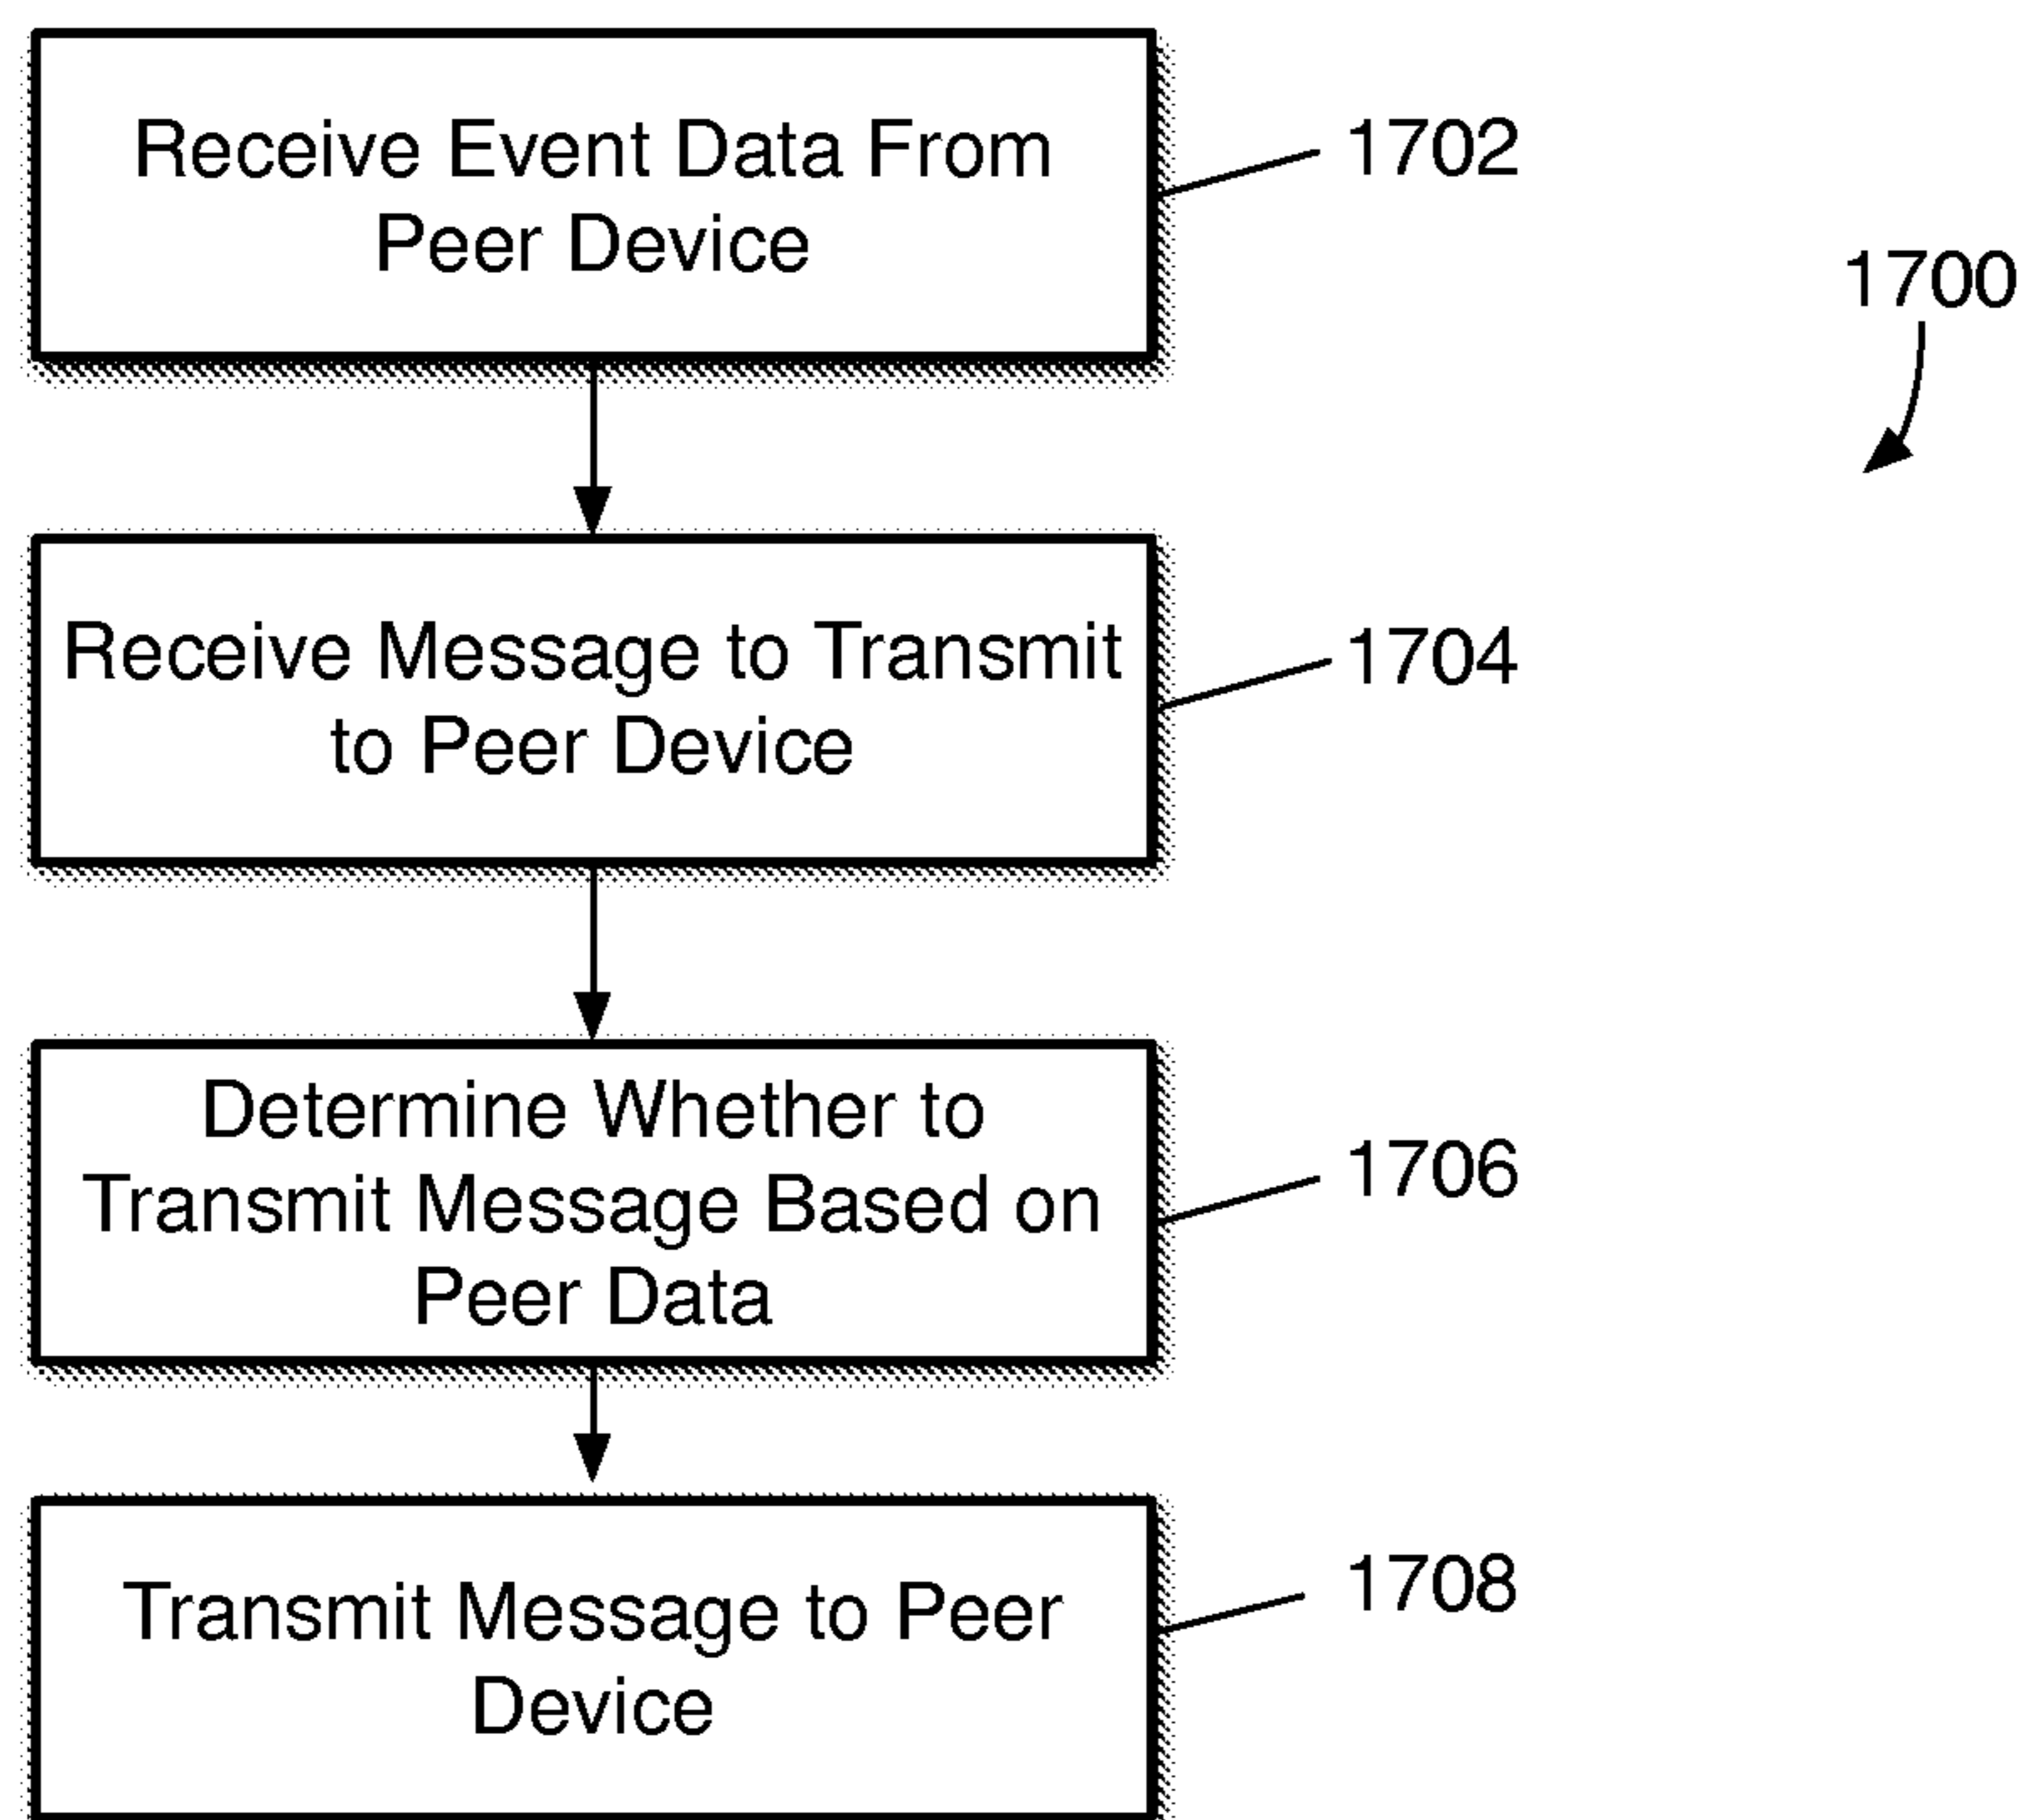 Receive Event Data From
Peer Device
1702
1700
Receive Message to Transmit
to Peer Device
1704
Determine Whether to
Transmit Message Based on
Peer Data
1706
Transmit Message to Peer
Device
1708